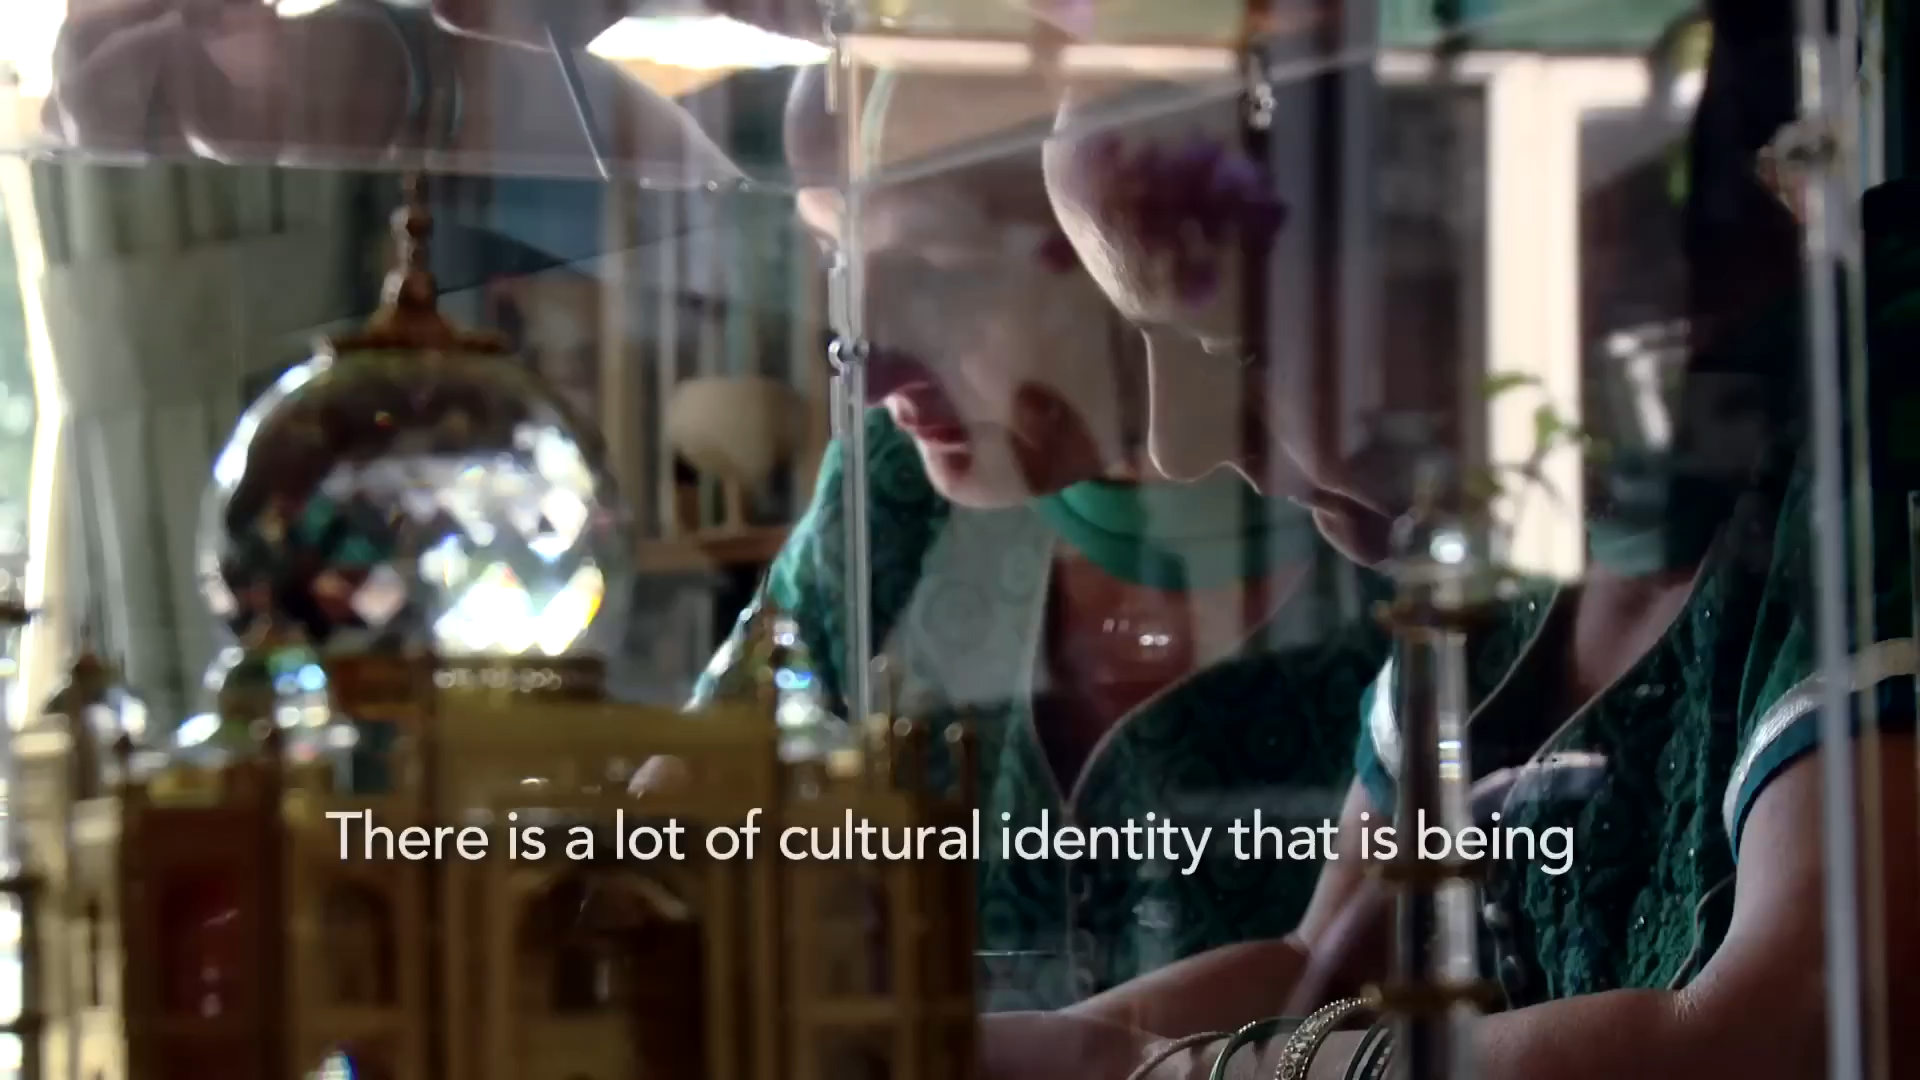 There is a lot of cultural identity that is being